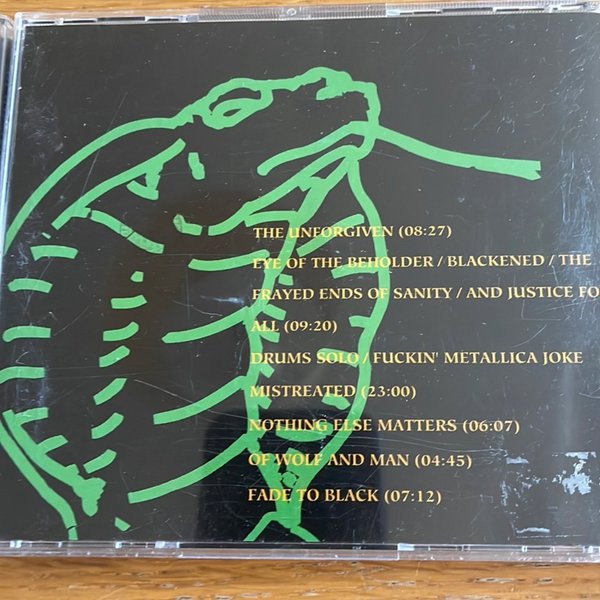 THE UNFORGIVEN (08:27)
EYE OF THE BEHOLDER / BLACKENED / THE
FRAYED ENDS OF SANITY / AND JUSTICE FO
ALL (09:20)
DRUMS SOLO / FUCKIN' METALLICA JOKE
MISTREATED (23:00)
NOTHING ELSE MATTERS (06:07)
OF WOLF AND MAN (04:45)
FADE TO BLACK (07:12)